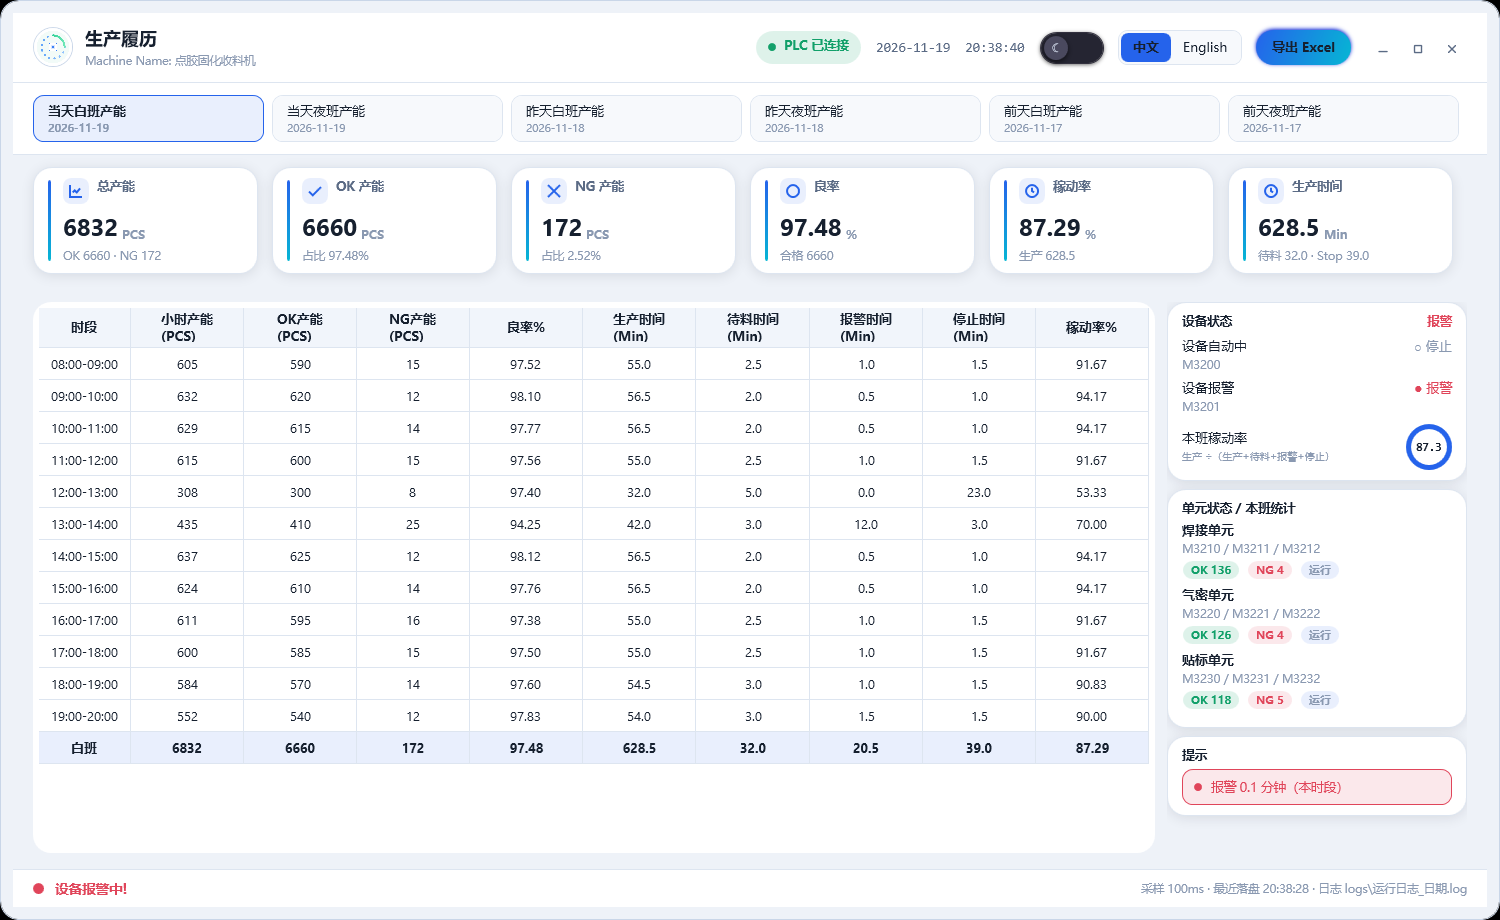 生产履历
Machine Name: 点胶固化收料机
PLC 已连接
2026-11-19 20:38:40
中文
English
导出 Excel
当天白班产能
2026-11-19
当天夜班产能
2026-11-19
昨天白班产能
2026-11-18
昨天夜班产能
2026-11-18
前天白班产能
2026-11-17
前天夜班产能
2026-11-17
总产能
6832 PCS
OK 6660 · NG 172
OK 产能
6660 PCS
占比 97.48%
NG 产能
172 PCS
占比 2.52%
良率
97.48 %
合格 6660
稼动率
87.29 %
生产 628.5
生产时间
628.5 Min
待料 32.0 · Stop 39.0
时段 小时产能(PCS) OK产能(PCS) NG产能(PCS) 良率% 生产时间(Min) 待料时间(Min) 报警时间(Min) 停止时间(Min) 稼动率%
08:00-09:00 605 590 15 97.52 55.0 2.5 1.0 1.5 91.67
09:00-10:00 632 620 12 98.10 56.5 2.0 0.5 1.0 94.17
10:00-11:00 629 615 14 97.77 56.5 2.0 0.5 1.0 94.17
11:00-12:00 615 600 15 97.56 55.0 2.5 1.0 1.5 91.67
12:00-13:00 308 300 8 97.40 32.0 5.0 0.0 23.0 53.33
13:00-14:00 435 410 25 94.25 42.0 3.0 12.0 3.0 70.00
14:00-15:00 637 625 12 98.12 56.5 2.0 0.5 1.0 94.17
15:00-16:00 624 610 14 97.76 56.5 2.0 0.5 1.0 94.17
16:00-17:00 611 595 16 97.38 55.0 2.5 1.0 1.5 91.67
17:00-18:00 600 585 15 97.50 55.0 2.5 1.0 1.5 91.67
18:00-19:00 584 570 14 97.60 54.5 3.0 1.0 1.5 90.83
19:00-20:00 552 540 12 97.83 54.0 3.0 1.5 1.5 90.00
白班 6832 6660 172 97.48 628.5 32.0 20.5 39.0 87.29
设备状态 报警
设备自动中 ○ 停止
M3200
设备报警 ● 报警
M3201
本班稼动率
生产 ÷（生产+待料+报警+停止）
87.3
单元状态 / 本班统计
焊接单元
M3210 / M3211 / M3212
OK 136 NG 4 运行
气密单元
M3220 / M3221 / M3222
OK 126 NG 4 运行
贴标单元
M3230 / M3231 / M3232
OK 118 NG 5 运行
提示
● 报警 0.1 分钟（本时段）
设备报警中!
采样 100ms · 最近落盘 20:38:28 · 日志 logs\运行日志_日期.log